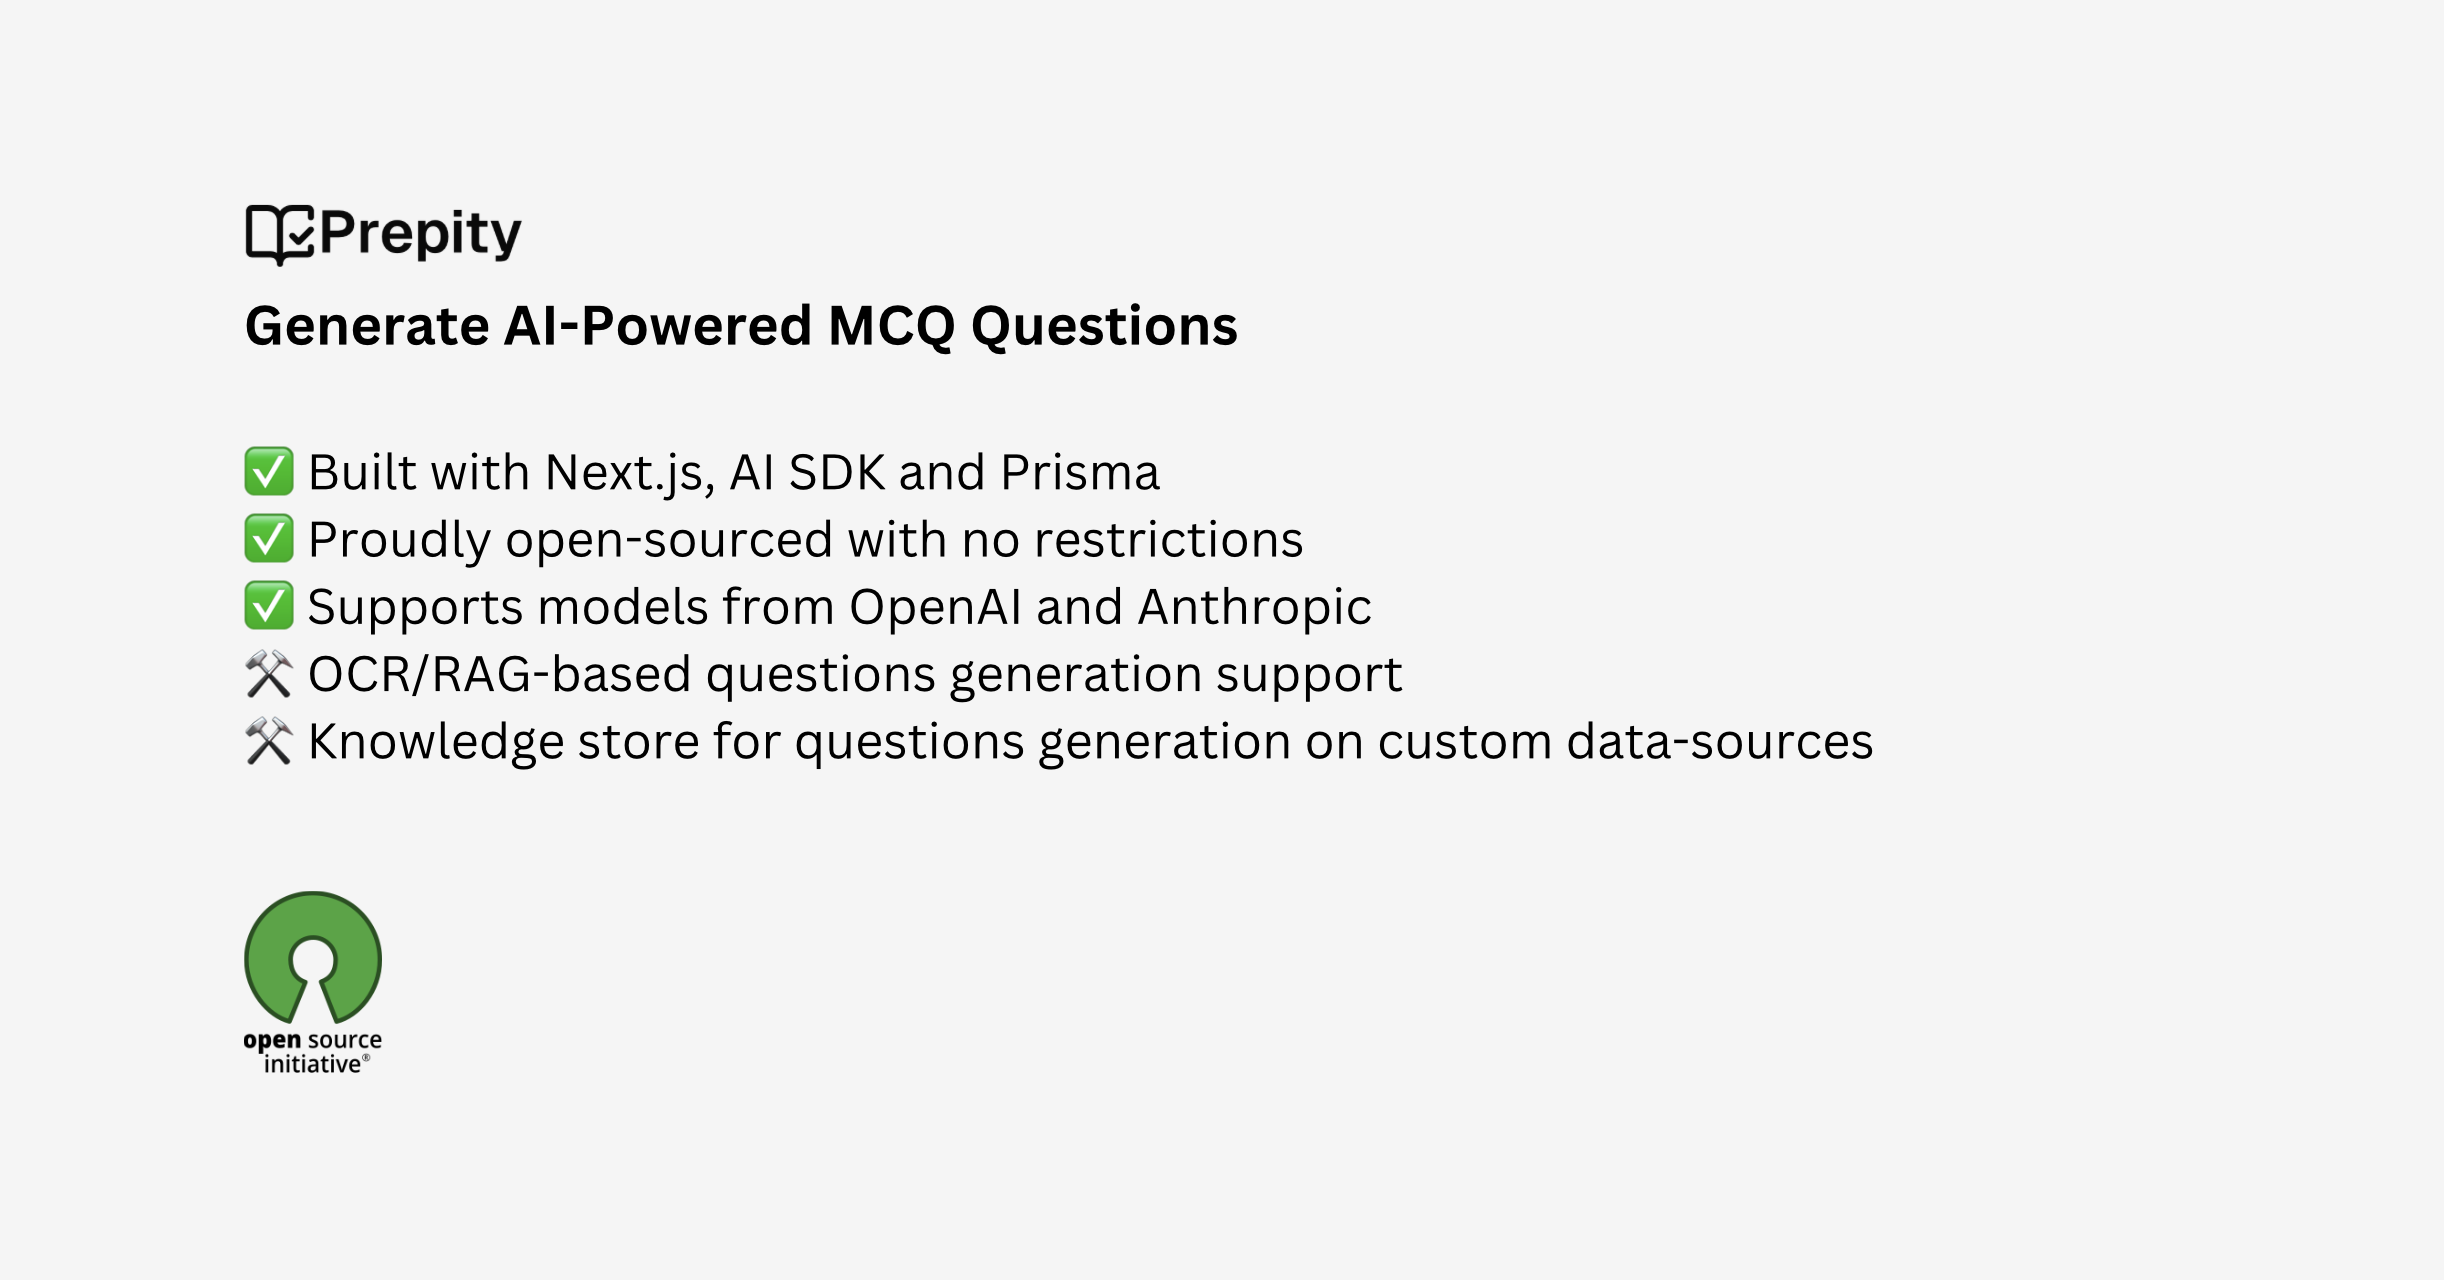 Prepity
Generate AI-Powered MCQ Questions
✅ Built with Next.js, AI SDK and Prisma
✅ Proudly open-sourced with no restrictions
✅ Supports models from OpenAI and Anthropic
⚒️ OCR/RAG-based questions generation support
⚒️ Knowledge store for questions generation on custom data-sources
open source
initiative®